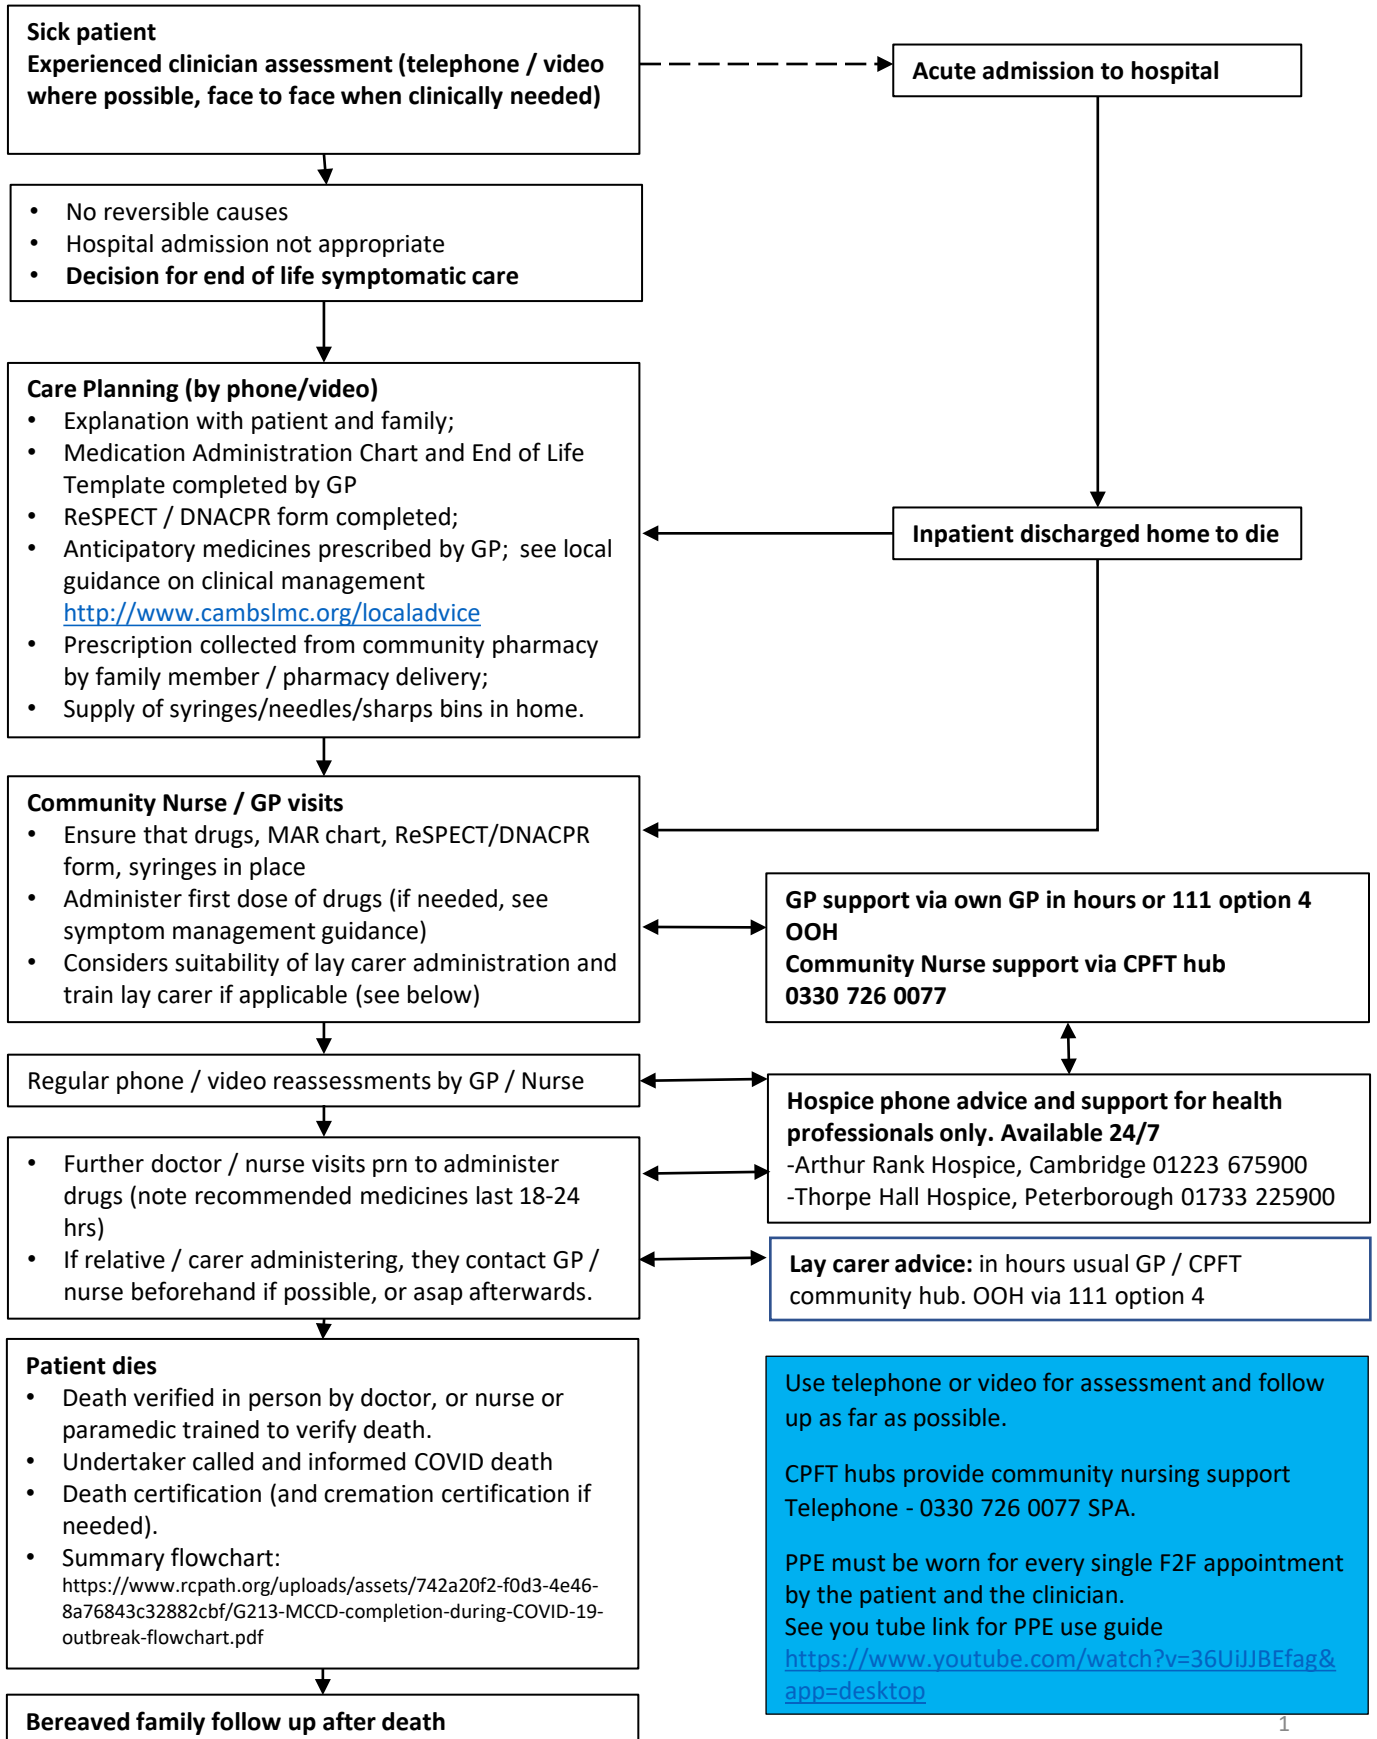 Sick patient
Experienced clinician assessment (telephone / video
where possible, face to face when clinically needed)
Acute admission to hospital
• No reversible causes
• Hospital admission not appropriate
• Decision for end of life symptomatic care
Care Planning (by phone/video)
• Explanation with patient and family;
• Medication Administration Chart and End of Life
Template completed by GP
• ReSPECT / DNACPR form completed;
• Anticipatory medicines prescribed by GP; see local
guidance on clinical management
http://www.cambslmc.org/localadvice
• Prescription collected from community pharmacy
by family member / pharmacy delivery;
• Supply of syringes/needles/sharps bins in home.
Inpatient discharged home to die
Community Nurse / GP visits
• Ensure that drugs, MAR chart, ReSPECT/DNACPR
form, syringes in place
• Administer first dose of drugs (if needed, see
symptom management guidance)
• Considers suitability of lay carer administration and
train lay carer if applicable (see below)
GP support via own GP in hours or 111 option 4
OOH
Community Nurse support via CPFT hub
0330 726 0077
Regular phone / video reassessments by GP / Nurse
Hospice phone advice and support for health
professionals only. Available 24/7
-Arthur Rank Hospice, Cambridge 01223 675900
-Thorpe Hall Hospice, Peterborough 01733 225900
• Further doctor / nurse visits prn to administer
drugs (note recommended medicines last 18-24
hrs)
• If relative / carer administering, they contact GP /
nurse beforehand if possible, or asap afterwards.
Lay carer advice: in hours usual GP / CPFT
community hub. OOH via 111 option 4
Patient dies
• Death verified in person by doctor, or nurse or
paramedic trained to verify death.
• Undertaker called and informed COVID death
• Death certification (and cremation certification if
needed).
• Summary flowchart:
https://www.rcpath.org/uploads/assets/742a20f2-f0d3-4e46-
8a76843c32882cbf/G213-MCCD-completion-during-COVID-19-
outbreak-flowchart.pdf
Use telephone or video for assessment and follow
up as far as possible.
CPFT hubs provide community nursing support
Telephone - 0330 726 0077 SPA.
PPE must be worn for every single F2F appointment
by the patient and the clinician.
See you tube link for PPE use guide
https://www.youtube.com/watch?v=36UiJJBEfag&
app=desktop
Bereaved family follow up after death
1